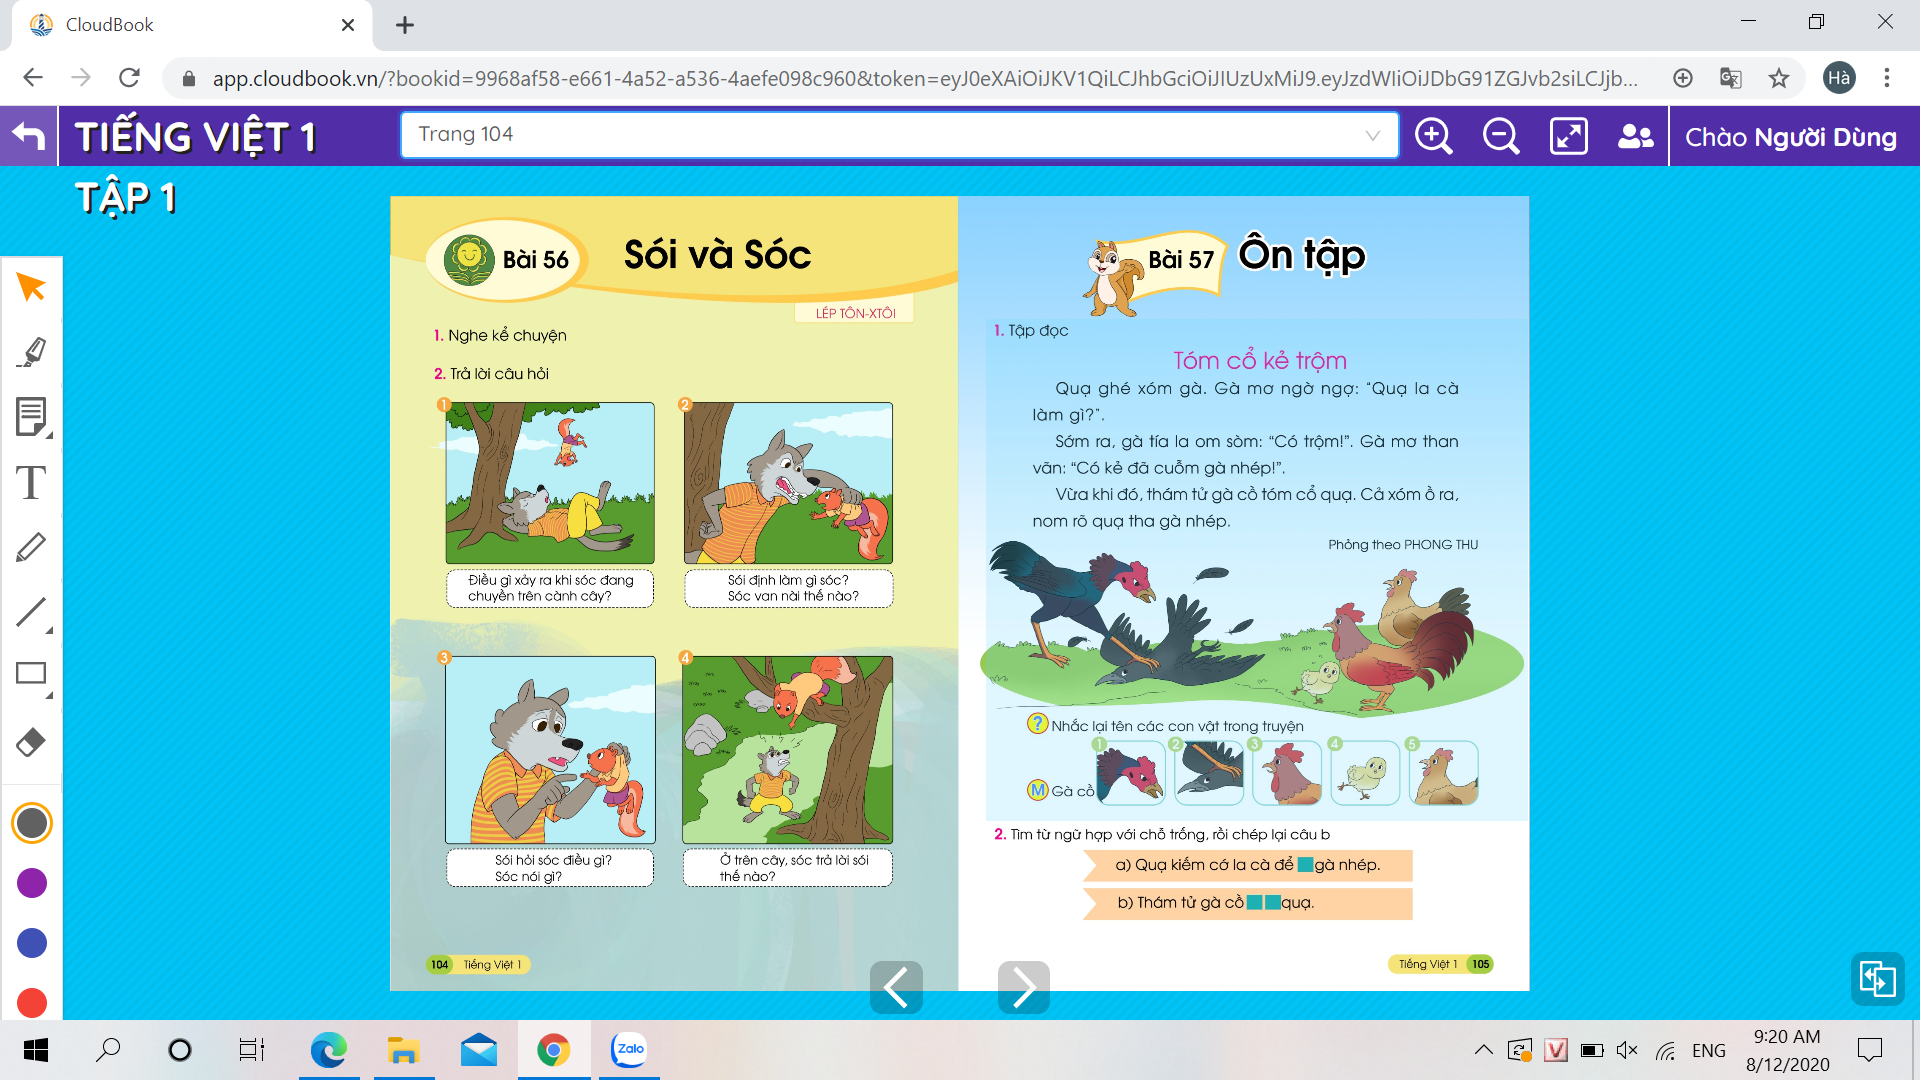 CloudBook
app.cloudbook.vn/?bookid=9968af58-e661-4a52-a536-4aefe098c960&token=eyJ0eXAiOiJKV1QiLCJhbGciOiJIUzUxMiJ9.eyJzdWIiOiJDbG91ZGJvb2siLCJjb...
Hà
TIẾNG VIỆT 1
TẬP 1
Trang 104
Chào Người Dùng
T
Bài 56
Sói và Sóc
LÉP TÔN-XTÔI
1. Nghe kể chuyện
2. Trả lời câu hỏi
1
2
Điều gì xảy ra khi sóc đang
chuyền trên cành cây?
Sói định làm gì sóc?
Sóc van nài thế nào?
3
4
Sói hỏi sóc điều gì?
Sóc nói gì?
Ở trên cây, sóc trả lời sói
thế nào?
104 Tiếng Việt 1
Bài 57
Ôn tập
1. Tập đọc
Tóm cổ kẻ trộm
Quạ ghé xóm gà. Gà mơ ngờ ngợ: “Quạ la cà
làm gì?”.
Sớm ra, gà tía la om sòm: “Có trộm!”. Gà mơ than
vãn: “Có kẻ đã cuỗm gà nhép!”.
Vừa khi đó, thám tử gà cồ tóm cổ quạ. Cả xóm ồ ra,
nom rõ quạ tha gà nhép.
Phỏng theo PHONG THU
? Nhắc lại tên các con vật trong truyện
1 2 3 4 5
M Gà cồ
2. Tìm từ ngữ hợp với chỗ trống, rồi chép lại câu b
a) Quạ kiếm cớ la cà để gà nhép.
b) Thám tử gà cồ quạ.
Tiếng Việt 1 105
Zalo
V
ENG
9:20 AM
8/12/2020